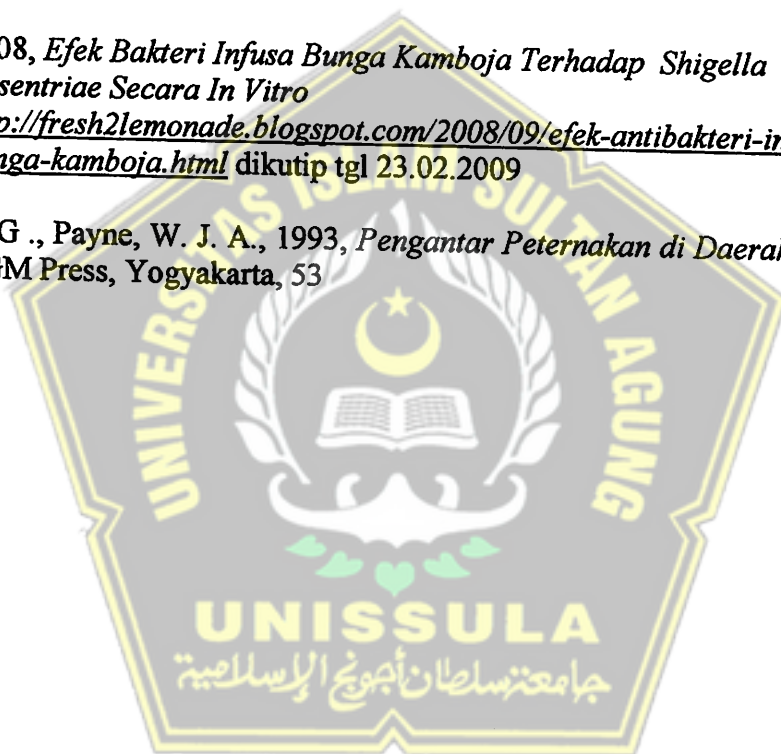 08, Efek Bakteri Infusa Bunga Kamboja Terhadap Shigella
sentriae Secara In Vitro
p://fresh2lemonade.blogspot.com/2008/09/efek-antibakteri-in
nga-kamboja.html dikutip tgl 23.02.2009
G ., Payne, W. J. A., 1993, Pengantar Peternakan di Daerah
GM Press, Yogyakarta, 53
UNIVERSITAS ISLAM SULTAN AGUNG
UNISSULA
جامعتنسلطان أجونج الإسلامية